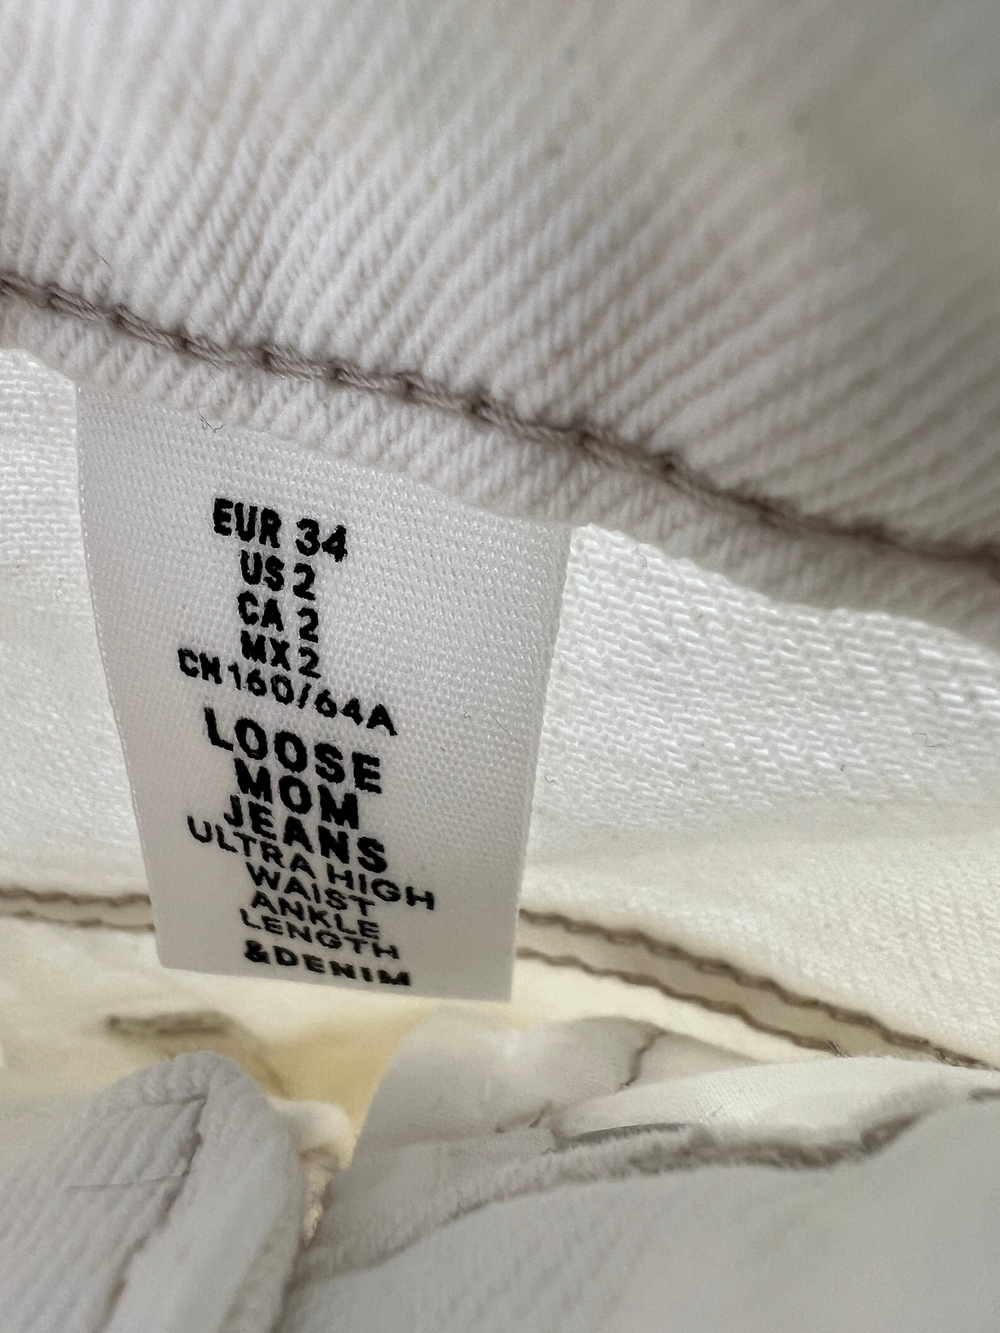 EUR 34
US 2
CA 2
MX 2
CN 160/64A
LOOSE
MOM
JEANS
ULTRA HIGH
WAIST
ANKLE
LENGTH
&DENIM